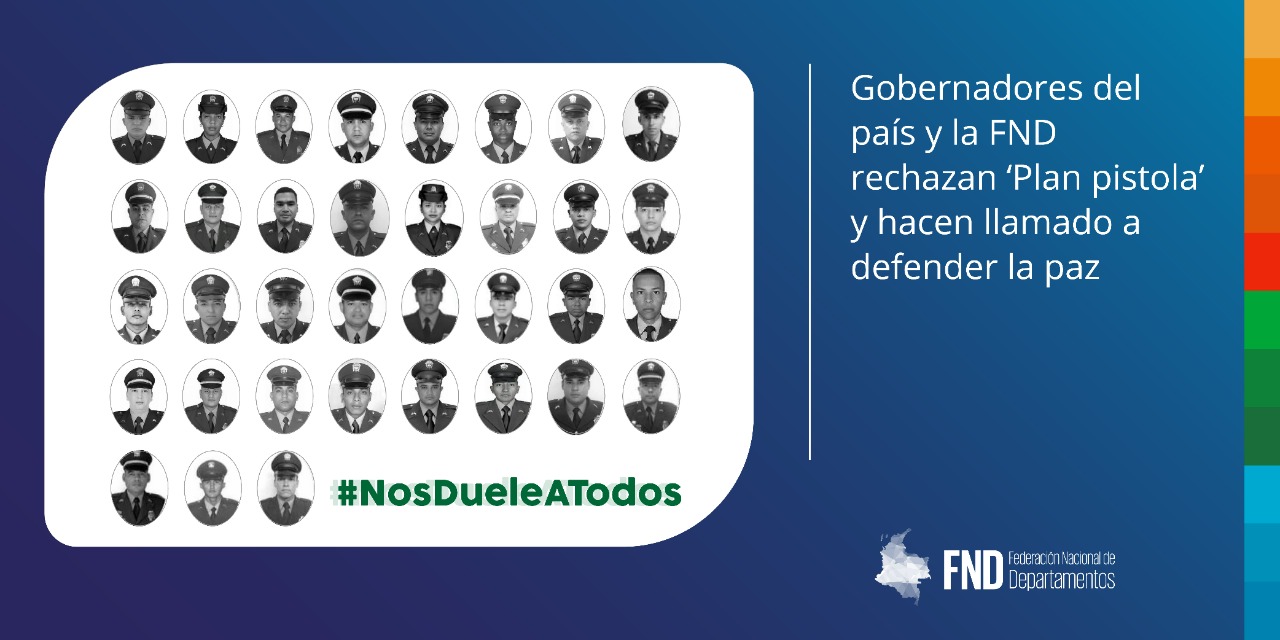 Gobernadores del
país y la FND
rechazan ‘Plan pistola’
y hacen llamado a
defender la paz
#NosDueleATodos
FND Federación Nacional de
Departamentos